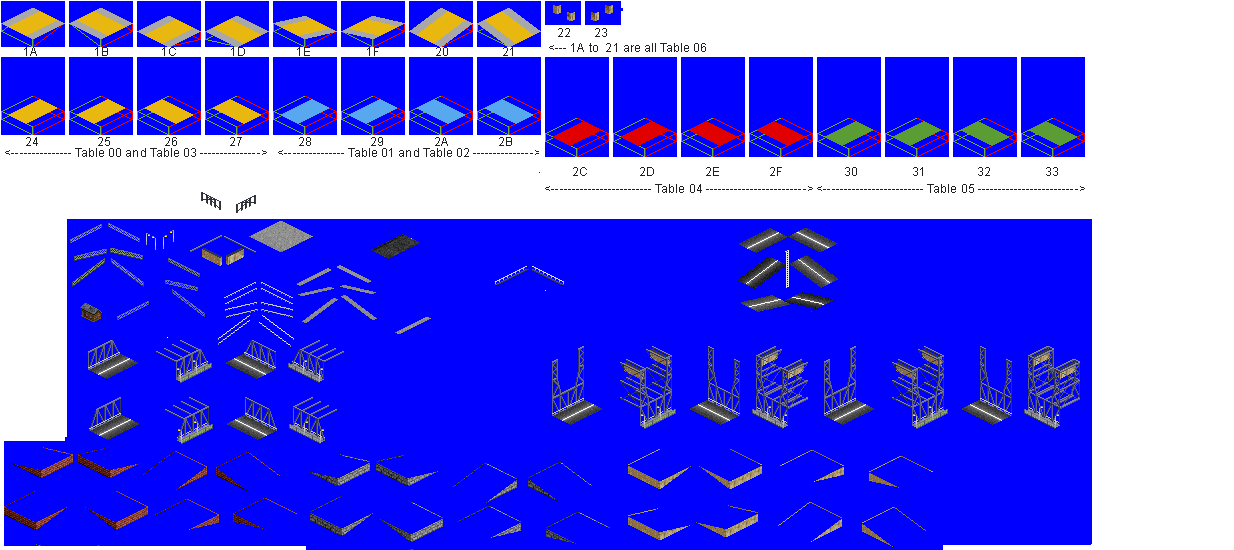 1A 1B 1C 1D 1E 1F 20 21
22 23
<--- 1A to 21 are all Table 06
24 25 26 27 28 29 2A 2B
<--------------- Table 00 and Table 03 --------------->
<--------------- Table 01 and Table 02 --------------->
2C 2D 2E 2F 30 31 32 33
<------------------------ Table 04 ------------------------>
<------------------------ Table 05 ------------------------>